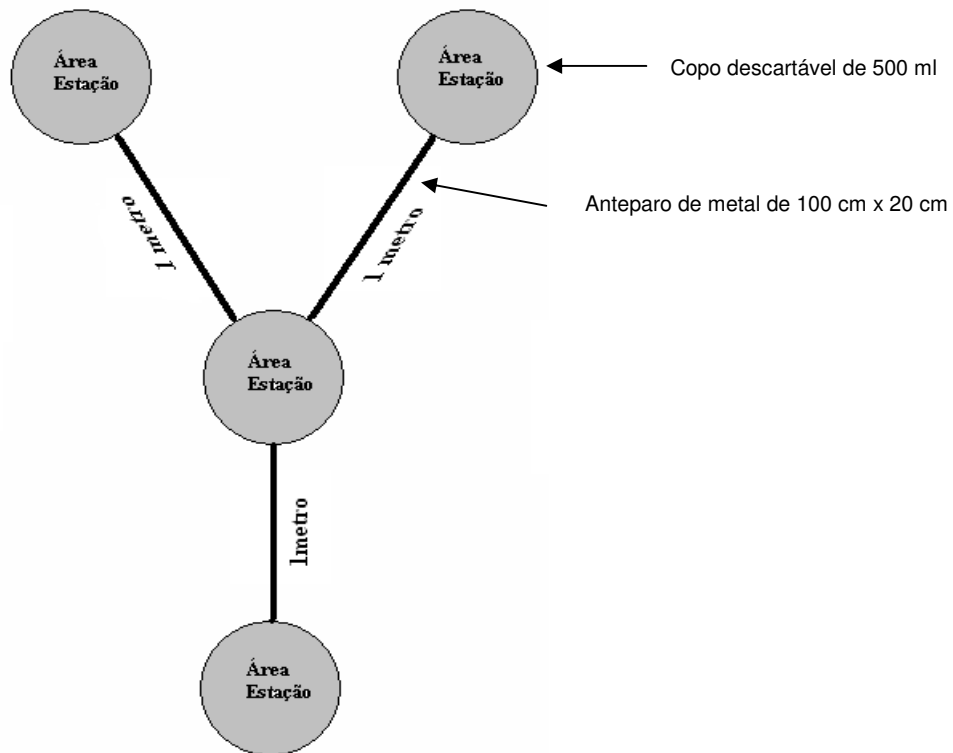 Área
Estação
Área
Estação
Copo descartável de 500 ml
1 metro
1 metro
Anteparo de metal de 100 cm x 20 cm
Área
Estação
1metro
Área
Estação